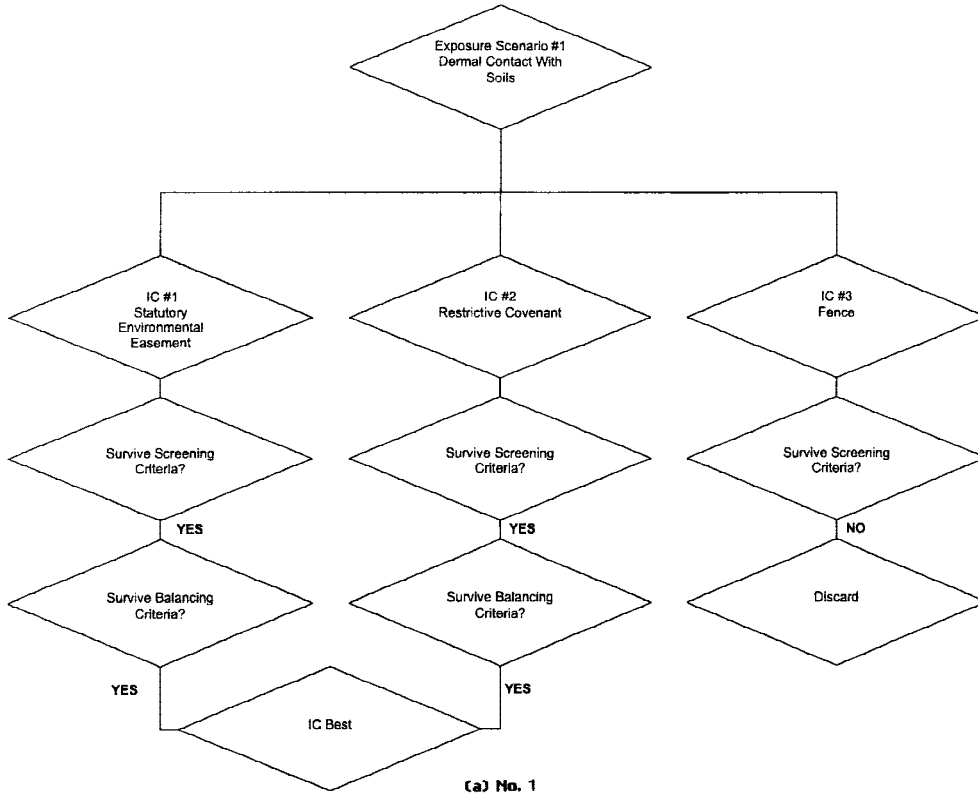 Exposure Scenario #1
Dermal Contact With
Soils
IC #1
Statutory
Environmental
Easement
IC #2
Restrictive Covenant
IC #3
Fence
Survive Screening
Criteria?
Survive Screening
Criteria?
Survive Screening
Criteria?
YES
YES
NO
Survive Balancing
Criteria?
Survive Balancing
Criteria?
Discard
YES
YES
IC Best
(a) No. 1